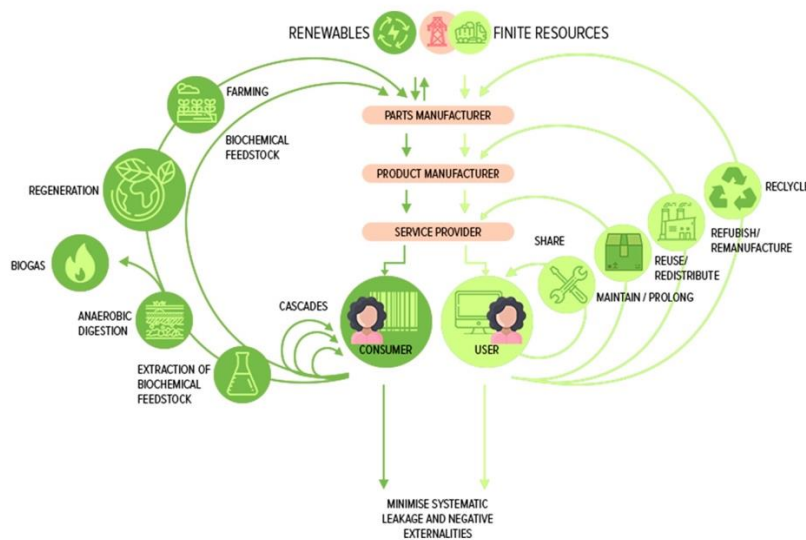 RENEWABLES
FINITE RESOURCES
FARMING
BIOCHEMICAL
FEEDSTOCK
REGENERATION
BIOGAS
ANAEROBIC
DIGESTION
EXTRACTION OF
BIOCHEMICAL
FEEDSTOCK
CASCADES
PARTS MANUFACTURER
PRODUCT MANUFACTURER
SERVICE PROVIDER
CONSUMER
USER
SHARE
MAINTAIN / PROLONG
REUSE/
REDISTRIBUTE
REFUBISH/
REMANUFACTURE
RECLYCLE
MINIMISE SYSTEMATIC
LEAKAGE AND NEGATIVE
EXTERNALITIES